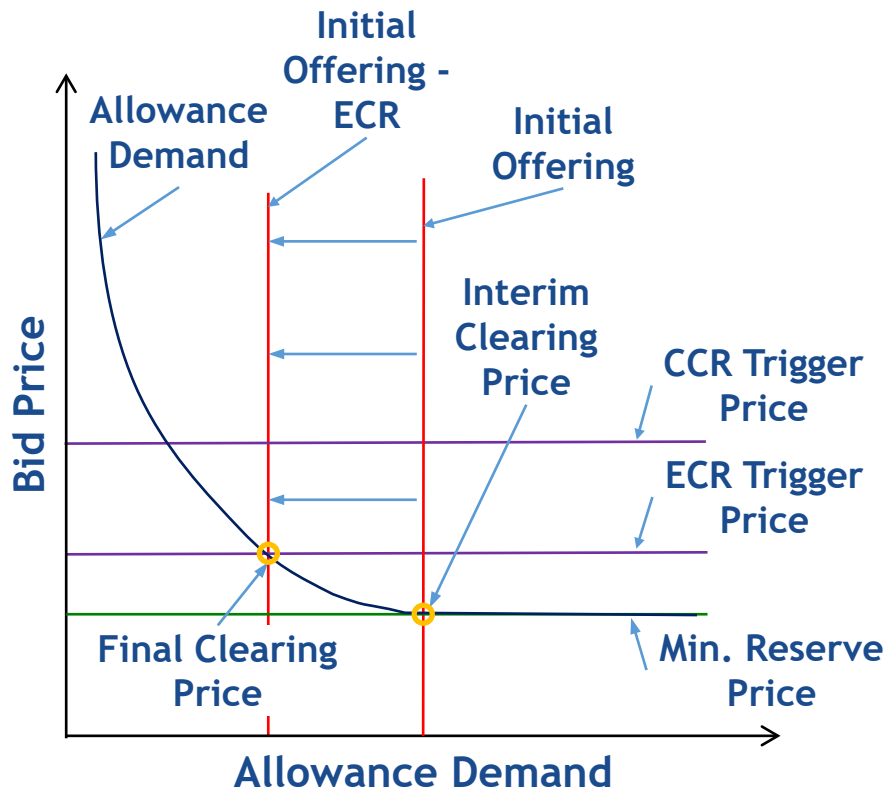 Initial
Offering -
ECR
Allowance
Demand
Initial
Offering
Interim
Clearing
Price
CCR Trigger
Price
ECR Trigger
Price
Bid Price
Final Clearing
Price
Min. Reserve
Price
Allowance Demand